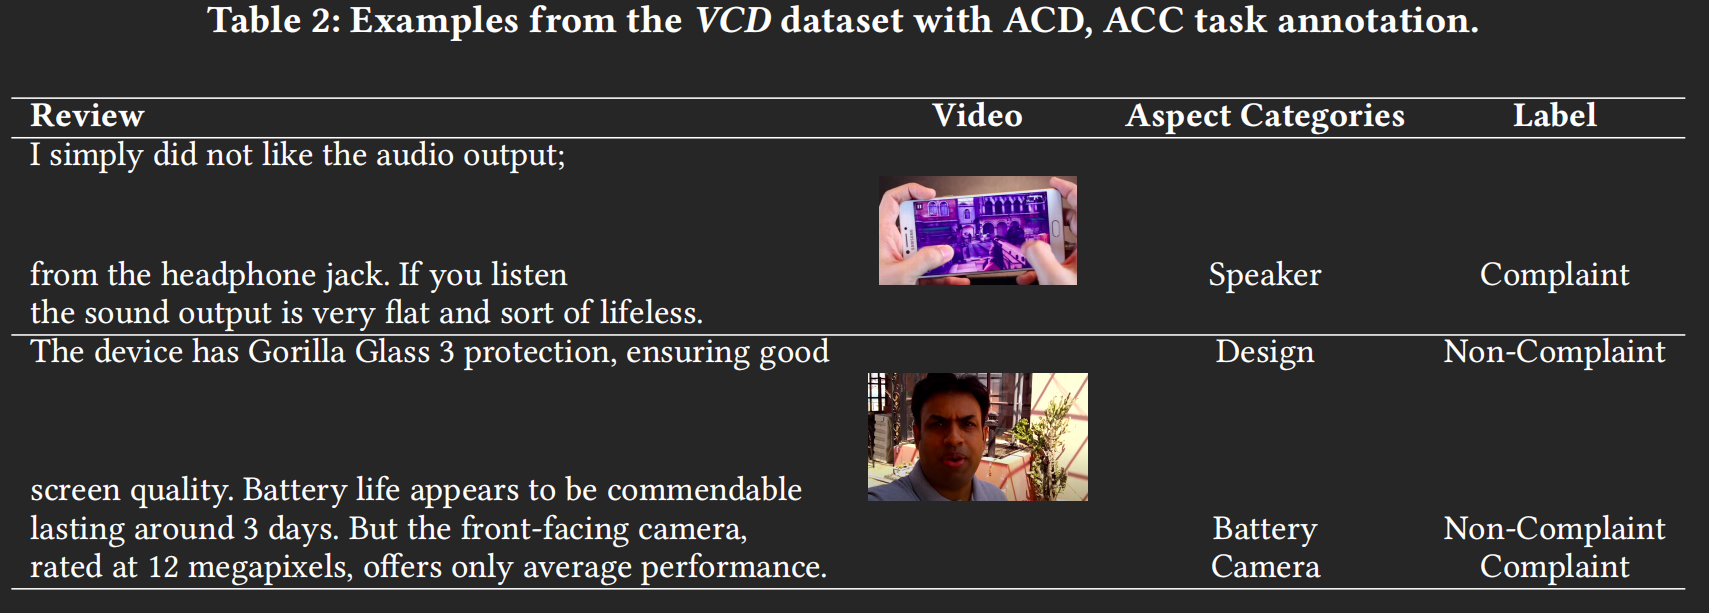 Table 2: Examples from the VCD dataset with ACD, ACC task annotation.
Review Video Aspect Categories Label
I simply did not like the audio output;
from the headphone jack. If you listen Speaker Complaint
the sound output is very flat and sort of lifeless.
The device has Gorilla Glass 3 protection, ensuring good Design Non-Complaint
screen quality. Battery life appears to be commendable
lasting around 3 days. But the front-facing camera, Battery Non-Complaint
rated at 12 megapixels, offers only average performance. Camera Complaint